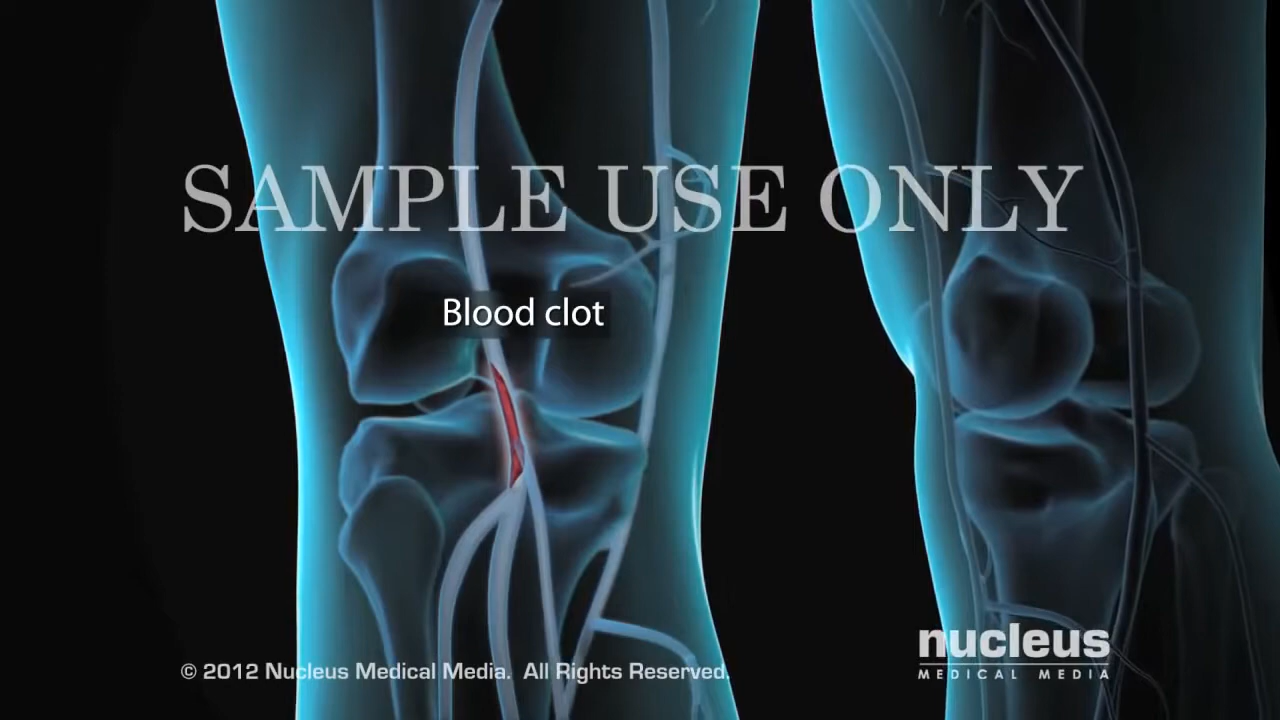 SAMPLE USE ONLY
Blood clot
nucleus
MEDICAL MEDIA
© 2012 Nucleus Medical Media. All Rights Reserved.